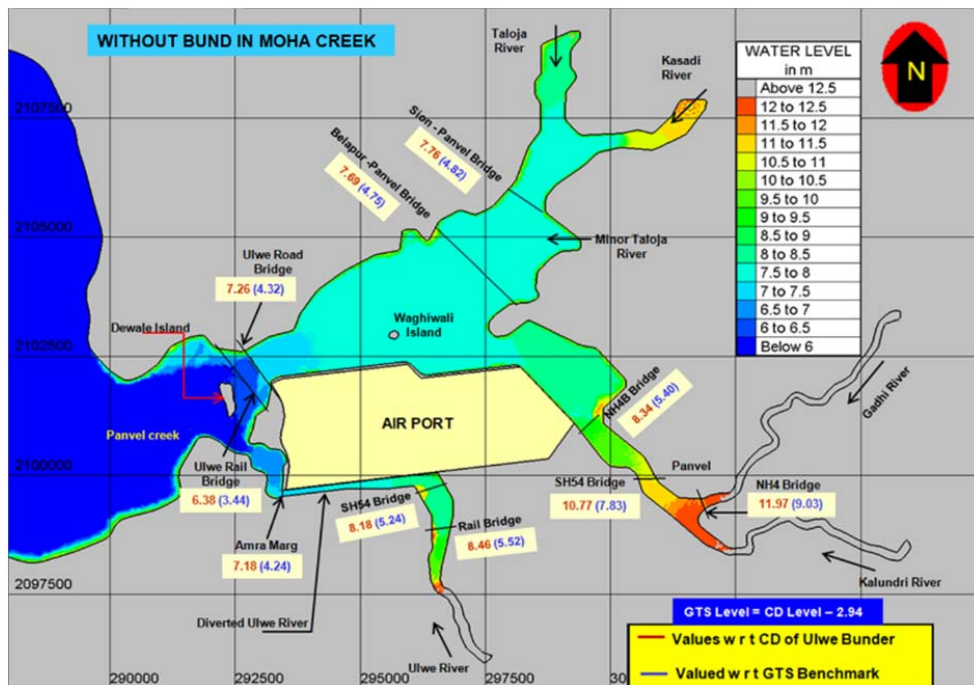 WITHOUT BUND IN MOHA CREEK
Taloja
River
Kasadi
River
WATER LEVEL
in m
Above 12.5
12 to 12.5
11.5 to 12
11 to 11.5
10.5 to 11
10 to 10.5
9.5 to 10
9 to 9.5
8.5 to 9
8 to 8.5
7.5 to 8
7 to 7.5
6.5 to 7
6 to 6.5
Below 6
N
2107500
Sion - Panvel Bridge
7.76 (4.82)
Belapur -Panvel Bridge
7.69 (4.75)
2105000
Minor Taloja
River
Ulwe Road
Bridge
7.26 (4.32)
Dewale Island
Waghiwali
Island
2102500
NH4B Bridge
8.34 (5.40)
Gadhi River
AIR PORT
Panvel creek
Ulwe Rail
Bridge
6.38 (3.44)
2100000
SH54 Bridge
10.77 (7.83)
Panvel
NH4 Bridge
11.97 (9.03)
SH54 Bridge
8.18 (5.24)
Rail Bridge
8.46 (5.52)
Amra Marg
7.18 (4.24)
Kalundri River
2097500
Diverted Ulwe River
Ulwe River
GTS Level = CD Level – 2.94
Values w r t CD of Ulwe Bunder
Valued w r t GTS Benchmark
290000
292500
295000
297500